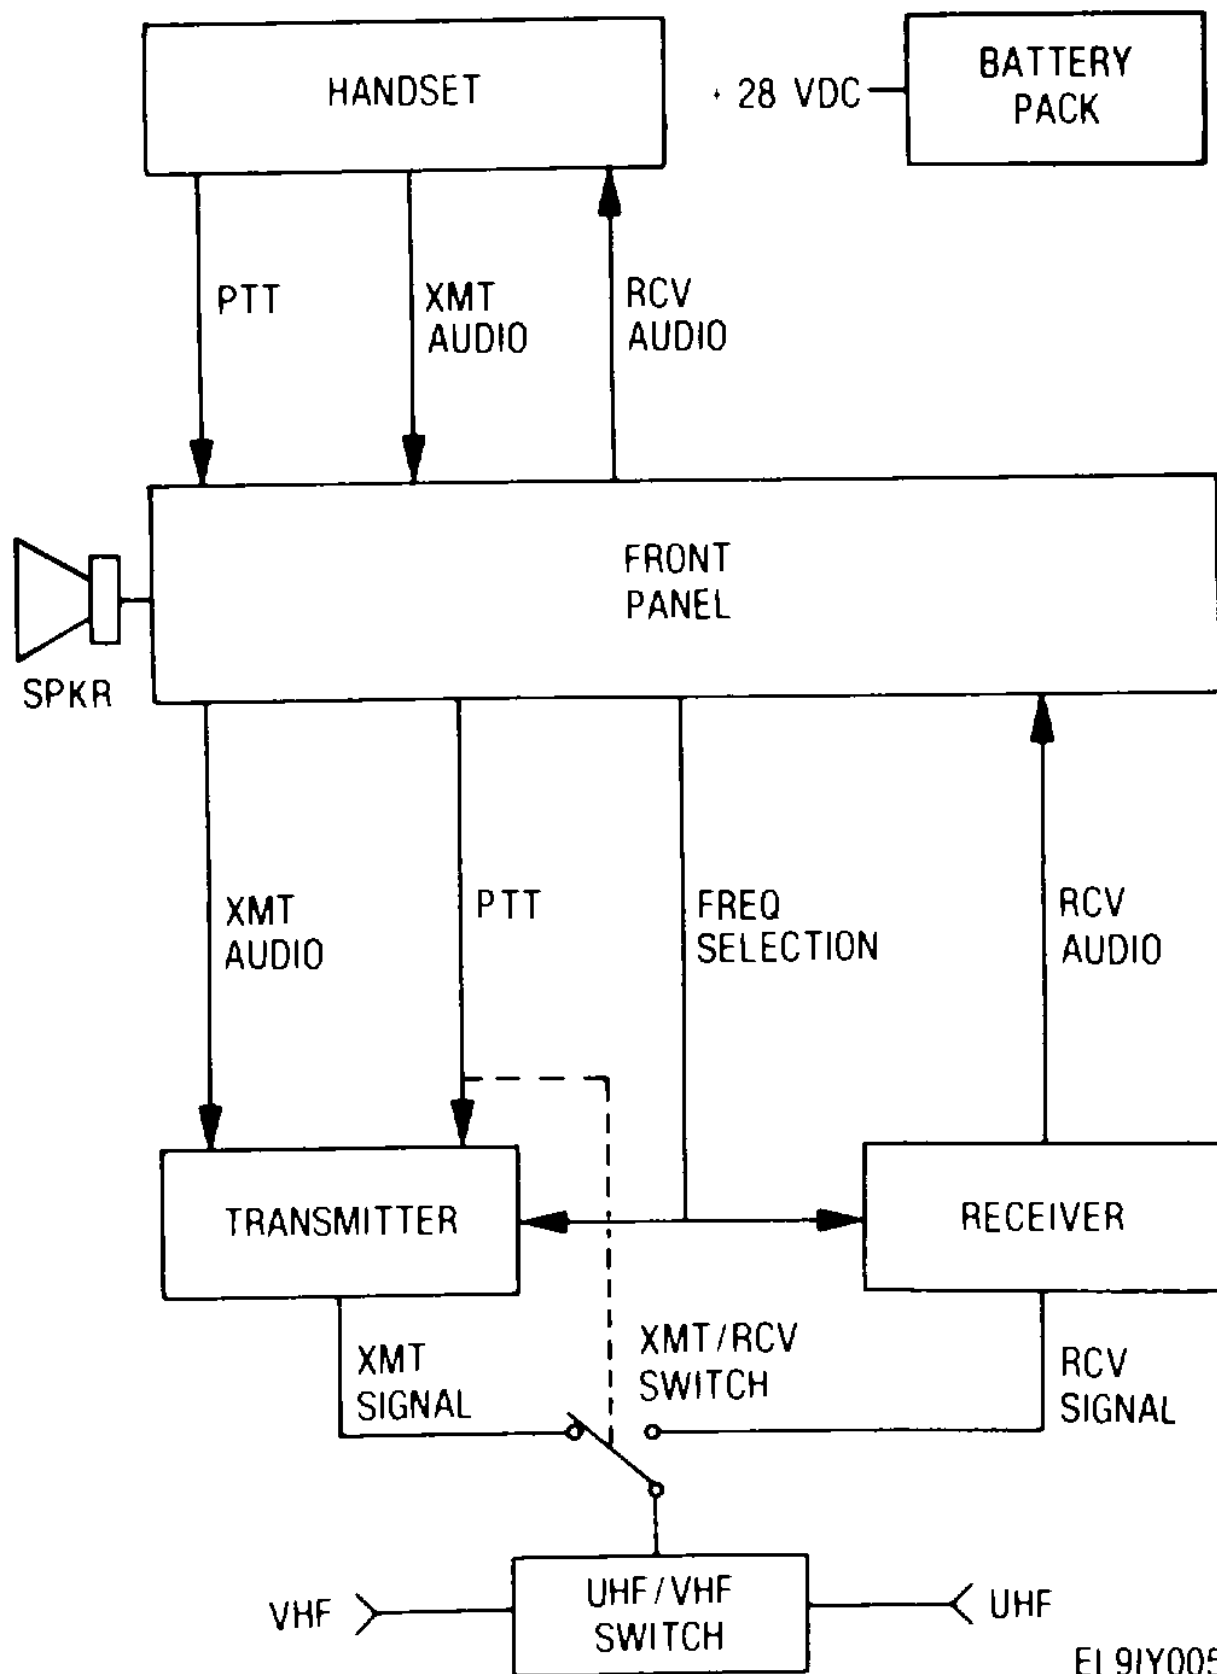 HANDSET
+ 28 VDC
BATTERY
PACK
PTT
XMT
AUDIO
RCV
AUDIO
FRONT
PANEL
SPKR
XMT
AUDIO
PTT
FREQ
SELECTION
RCV
AUDIO
TRANSMITTER
RECEIVER
XMT
SIGNAL
XMT/RCV
SWITCH
RCV
SIGNAL
VHF
UHF/VHF
SWITCH
UHF
EL9IY005